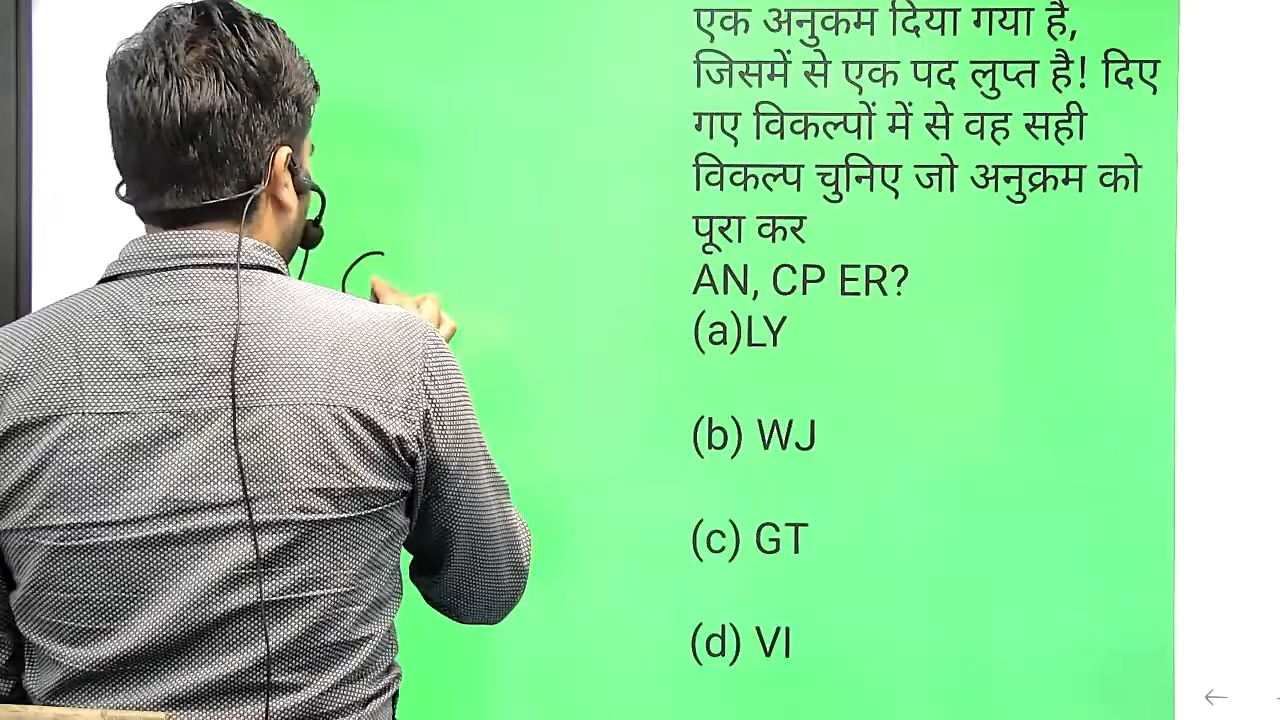 एक अनुकम दिया गया है,
जिसमें से एक पद लुप्त है! दिए
गए विकल्पों में से वह सही
विकल्प चुनिए जो अनुक्रम को
पूरा कर
AN, CP ER?
(a)LY
(b) WJ
(c) GT
(d) VI